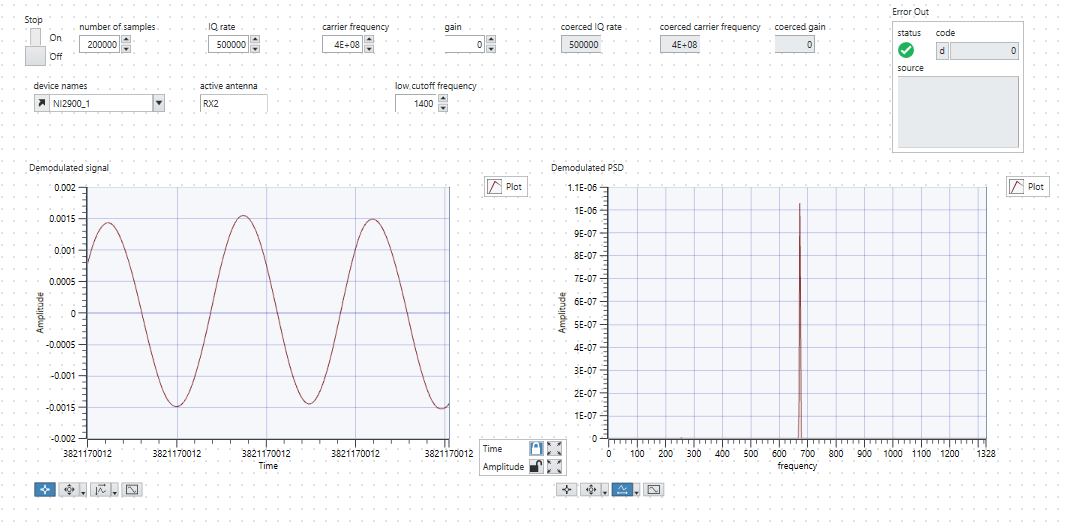 Stop
On
Off
number of samples
200000
IQ rate
500000
carrier frequency
4E+08
gain
0
coerced IQ rate
500000
coerced carrier frequency
4E+08
coerced gain
0
Error Out
status
code
d
0
source
device names
NI2900_1
active antenna
RX2
low cutoff frequency
1400
Demodulated signal
Plot
0.002
0.0015
0.001
0.0005
0
-0.0005
-0.001
-0.0015
-0.002
Amplitude
3821170012 3821170012 3821170012 3821170012 3821170012
Time
Time
Amplitude
Demodulated PSD
Plot
1.1E-06
1E-06
9E-07
8E-07
7E-07
6E-07
5E-07
4E-07
3E-07
2E-07
1E-07
0
Amplitude
0 100 200 300 400 500 600 700 800 900 1000 1100 1200 1328
frequency